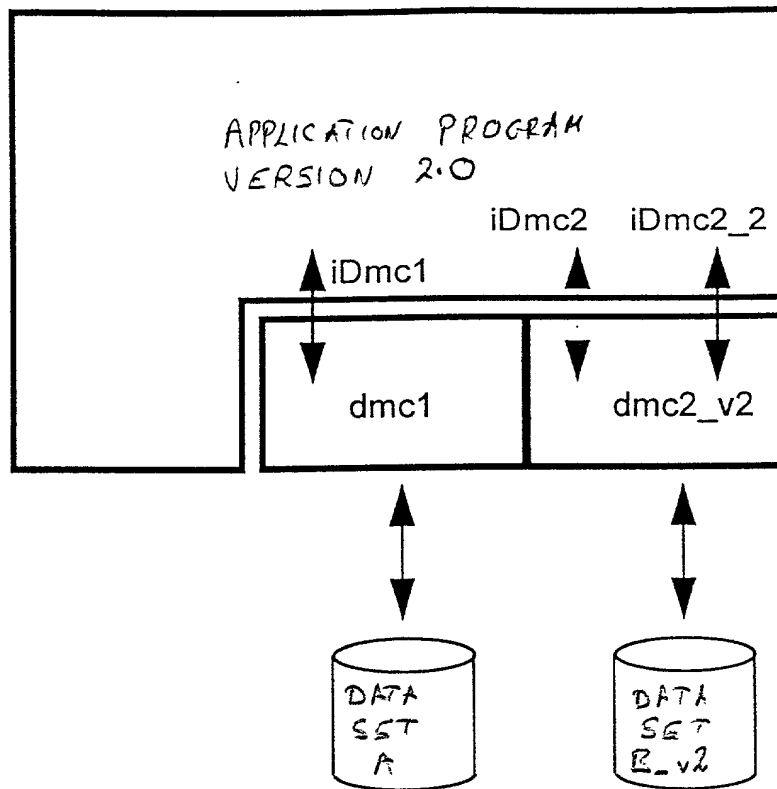 APPLICATION PROGRAM
VERSION 2.0
iDmc2 iDmc2_2
iDmc1
dmc1 dmc2_v2
DATA
SET
A
DATA
SET
B_v2